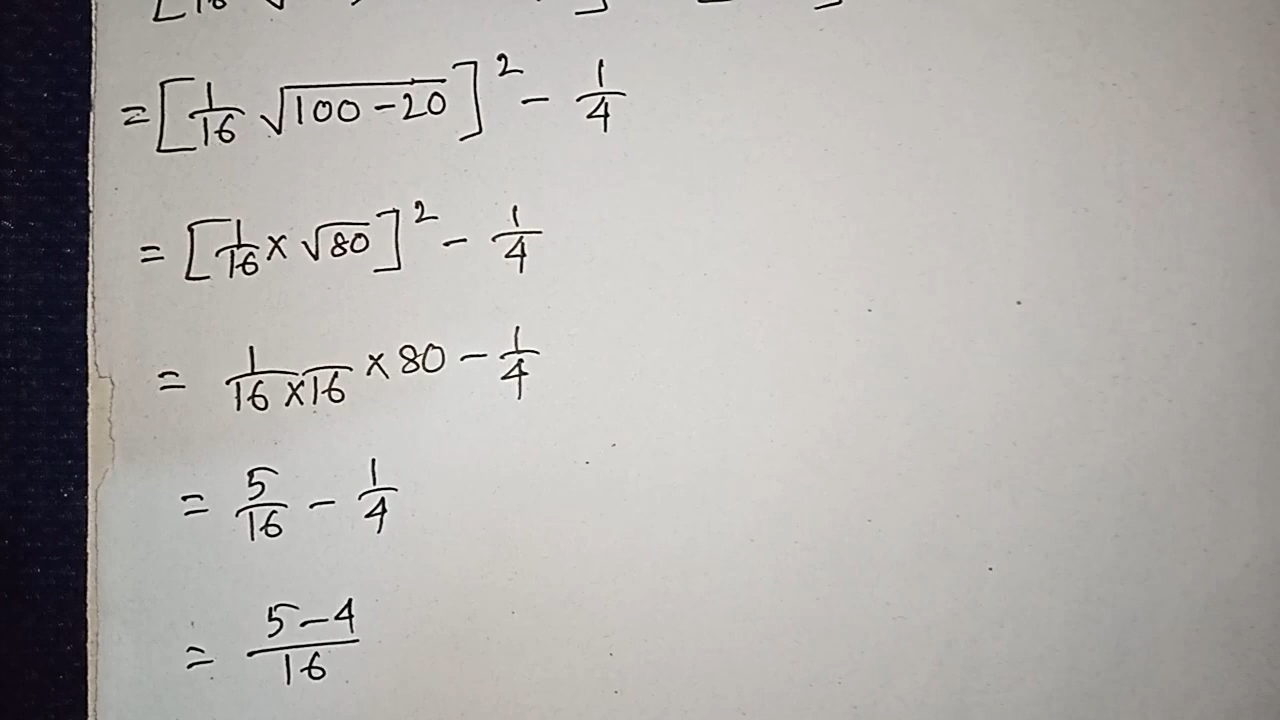 = [1/16 √100-20]² - 1/4
= [1/16 × √80]² - 1/4
= 1/16×16 × 80 - 1/4
= 5/16 - 1/4
= 5-4/16